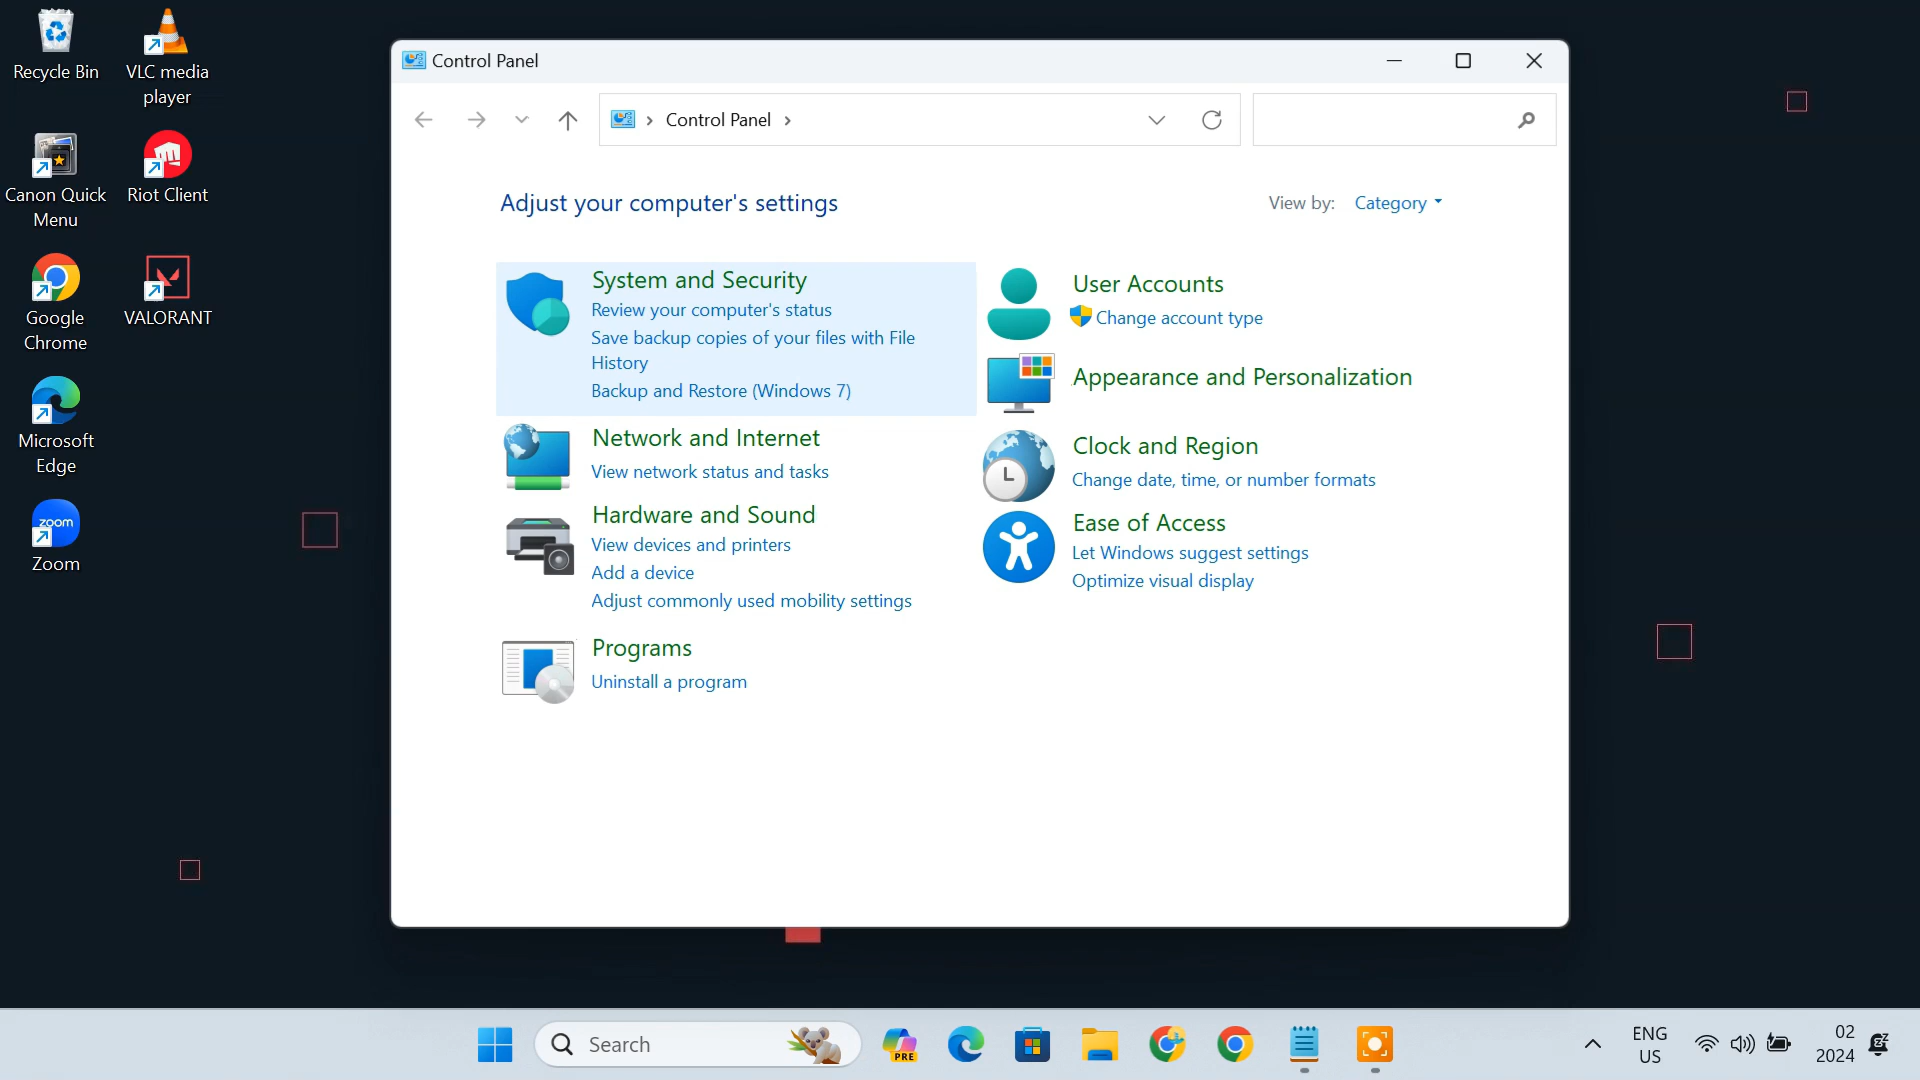 Recycle Bin
VLC media
player
Canon Quick
Menu
Riot Client
Google
Chrome
VALORANT
Microsoft
Edge
zoom
Zoom
Control Panel
Control Panel
Adjust your computer's settings
View by: Category
System and Security
Review your computer's status
Save backup copies of your files with File
History
Backup and Restore (Windows 7)
Network and Internet
View network status and tasks
Hardware and Sound
View devices and printers
Add a device
Adjust commonly used mobility settings
Programs
Uninstall a program
User Accounts
Change account type
Appearance and Personalization
Clock and Region
Change date, time, or number formats
Ease of Access
Let Windows suggest settings
Optimize visual display
Search
PRE
ENG
US
02
2024